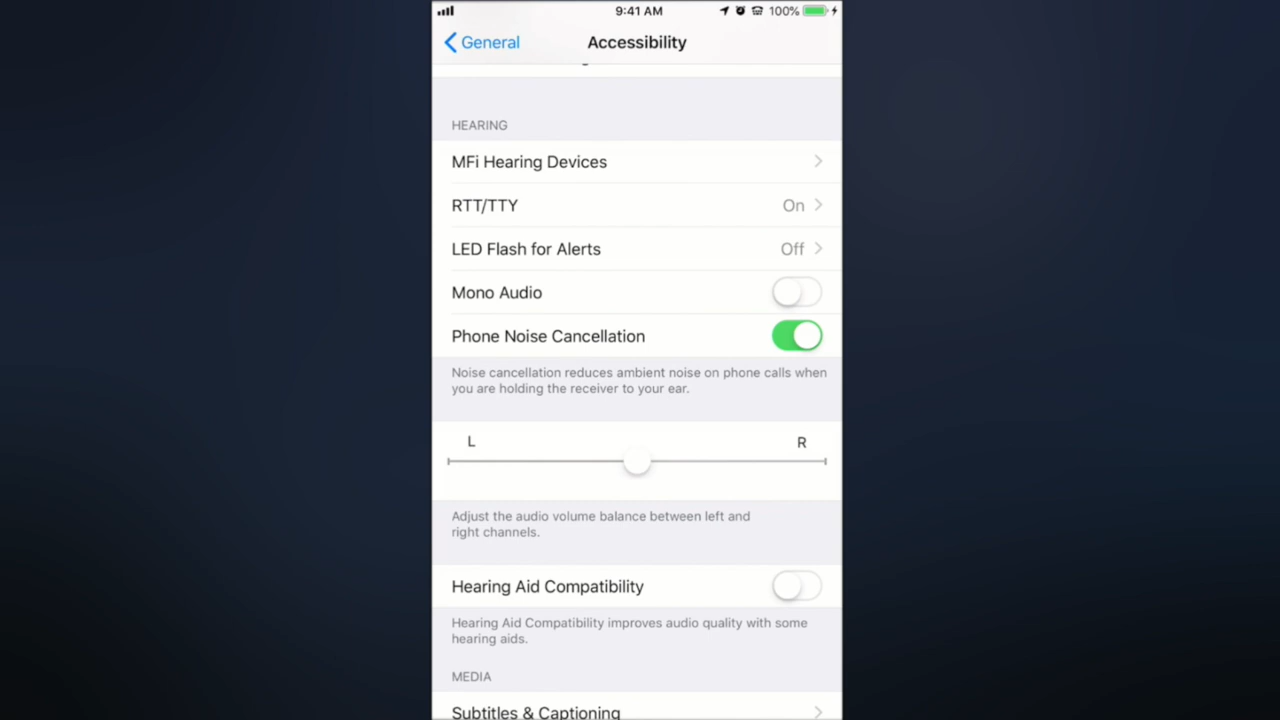 9:41 AM
100%
General
Accessibility
HEARING
MFi Hearing Devices
RTT/TTY
On
LED Flash for Alerts
Off
Mono Audio
Phone Noise Cancellation
Noise cancellation reduces ambient noise on phone calls when
you are holding the receiver to your ear.
L
R
Adjust the audio volume balance between left and
right channels.
Hearing Aid Compatibility
Hearing Aid Compatibility improves audio quality with some
hearing aids.
MEDIA
Subtitles & Captioning